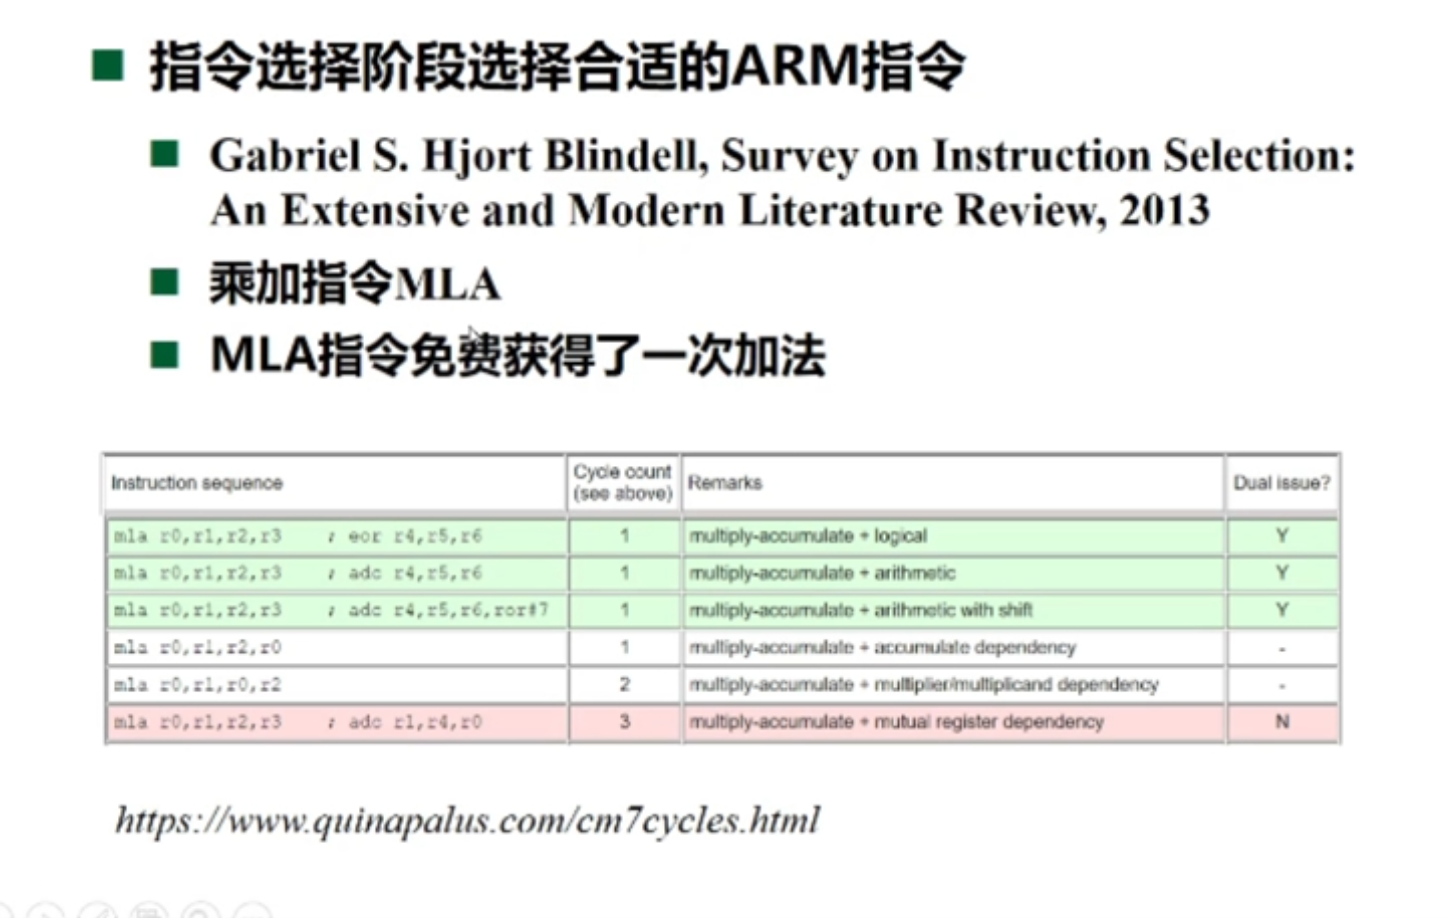 指令选择阶段选择合适的ARM指令
Gabriel S. Hjort Blindell, Survey on Instruction Selection:
An Extensive and Modern Literature Review, 2013
乘加指令MLA
MLA指令免费获得了一次加法
Instruction sequence Cycle count (see above) Remarks Dual issue?
mla r0,r1,r2,r3 ; eor r4,r5,r6 1 multiply-accumulate + logical Y
mla r0,r1,r2,r3 ; adc r4,r5,r6 1 multiply-accumulate + arithmetic Y
mla r0,r1,r2,r3 ; adc r4,r5,r6,ror#7 1 multiply-accumulate + arithmetic with shift Y
mla r0,r1,r2,r0 1 multiply-accumulate + accumulate dependency -
mla r0,r1,r0,r2 2 multiply-accumulate + multiplier/multiplicand dependency -
mla r0,r1,r2,r3 ; adc r1,r4,r0 3 multiply-accumulate + mutual register dependency N
https://www.quinapalus.com/cm7cycles.html